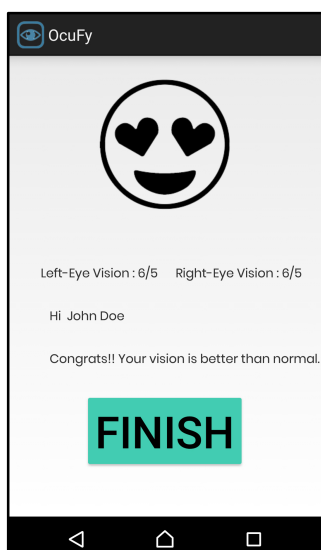 OcuFy
Left-Eye Vision : 6/5 Right-Eye Vision : 6/5
Hi John Doe
Congrats!! Your vision is better than normal.
FINISH